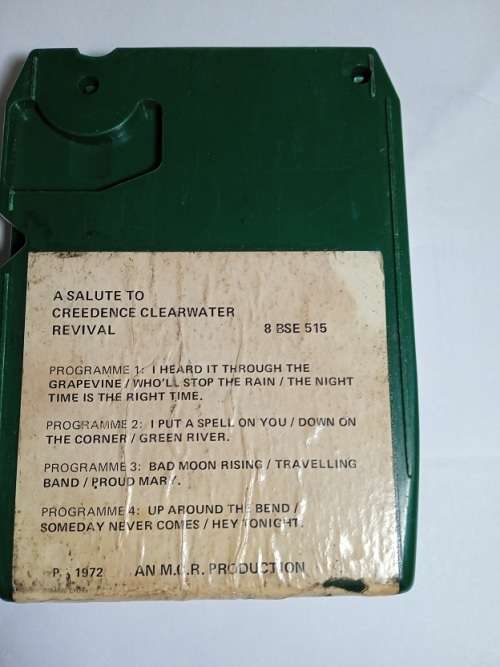 A SALUTE TO
CREEDENCE CLEARWATER
REVIVAL 8 BSE 515
PROGRAMME 1: I HEARD IT THROUGH THE
GRAPEVINE / WHO'LL STOP THE RAIN / THE NIGHT
TIME IS THE RIGHT TIME.
PROGRAMME 2: I PUT A SPELL ON YOU / DOWN ON
THE CORNER / GREEN RIVER.
PROGRAMME 3: BAD MOON RISING / TRAVELLING
BAND / PROUD MARY.
PROGRAMME 4: UP AROUND THE BEND /
SOMEDAY NEVER COMES / HEY TONIGHT.
P. 1972 AN M.C.R. PRODUCTION